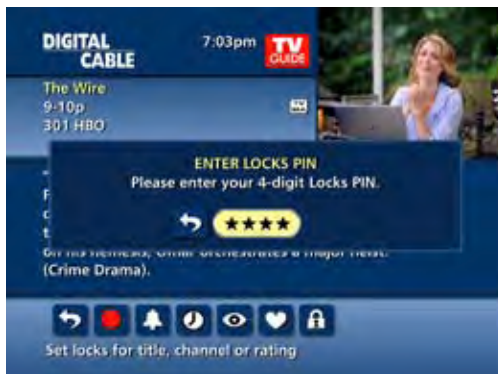 DIGITAL
CABLE
7:03pm
TV
GUIDE
The Wire
9-10p
301 HBO
ENTER LOCKS PIN
Please enter your 4-digit Locks PIN.
★★★★
on his nemesis, Omar orchestrates a major heist.
(Crime Drama).
Set locks for title, channel or rating